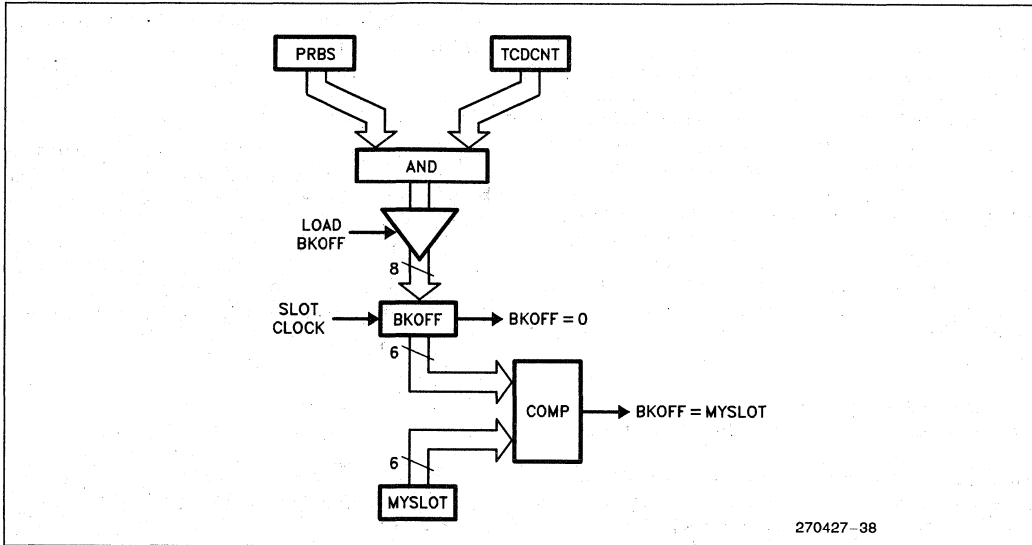 PRBS
TCDCNT
AND
LOAD
BKOFF
8
SLOT
CLOCK
BKOFF
BKOFF = 0
6
COMP
BKOFF = MYSLOT
6
MYSLOT
270427-38